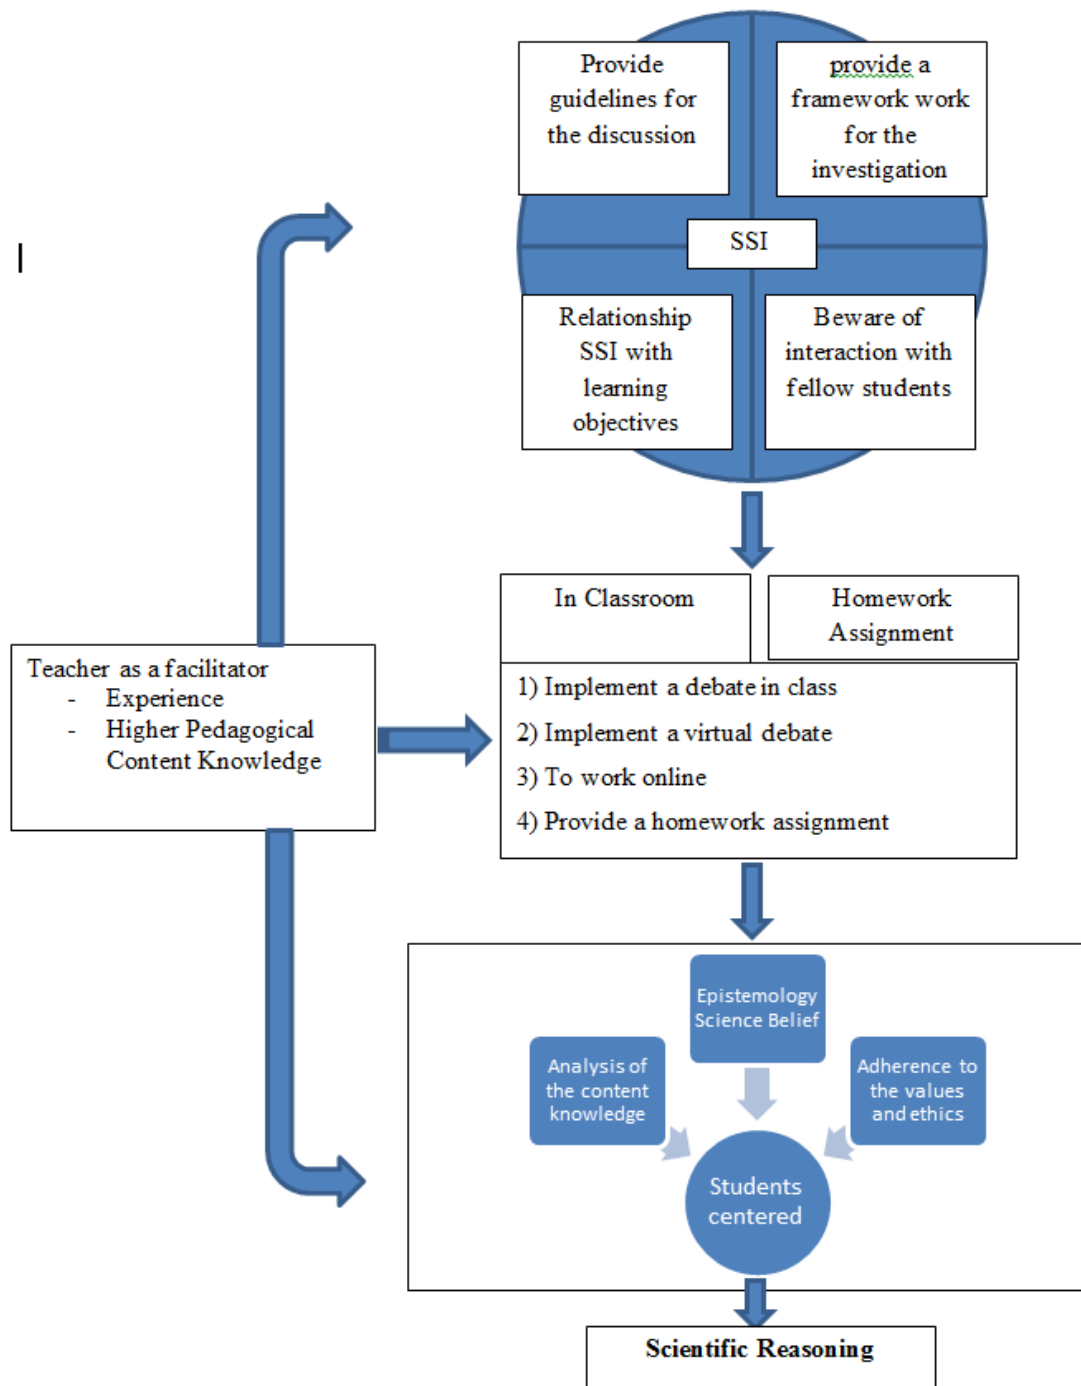 Provide
guidelines for
the discussion
provide a
framework work
for the
investigation
SSI
Relationship
SSI with
learning
objectives
Beware of
interaction with
fellow students
In Classroom
Homework
Assignment
Teacher as a facilitator
- Experience
- Higher Pedagogical
Content Knowledge
1) Implement a debate in class
2) Implement a virtual debate
3) To work online
4) Provide a homework assignment
Epistemology
Science Belief
Analysis of
the content
knowledge
Adherence to
the values
and ethics
Students
centered
Scientific Reasoning